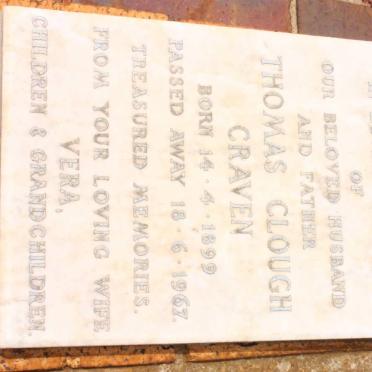 OF
OUR BELOVED HUSBAND
AND FATHER
THOMAS CLOUGH
CRAVEN
BORN 14·4·1899
PASSED AWAY 18·6·1967.
TREASURED MEMORIES.
FROM YOUR LOVING WIFE
VERA,
CHILDREN & GRANDCHILDREN.